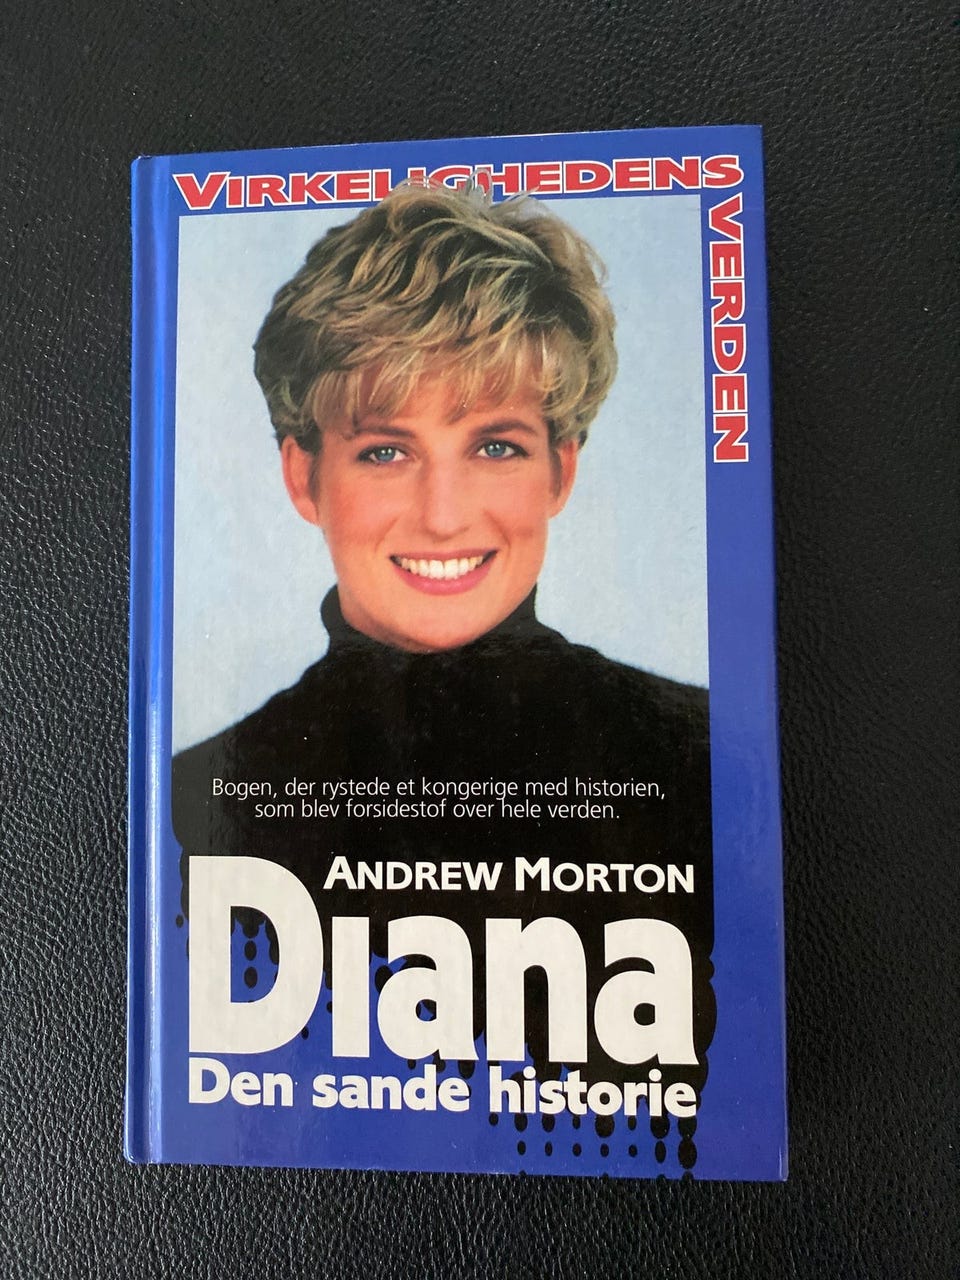 VIRKELIGHEDENS
VERDEN
Bogen, der rystede et kongerige med historien,
som blev forsidestof over hele verden.
ANDREW MORTON
Diana
Den sande historie